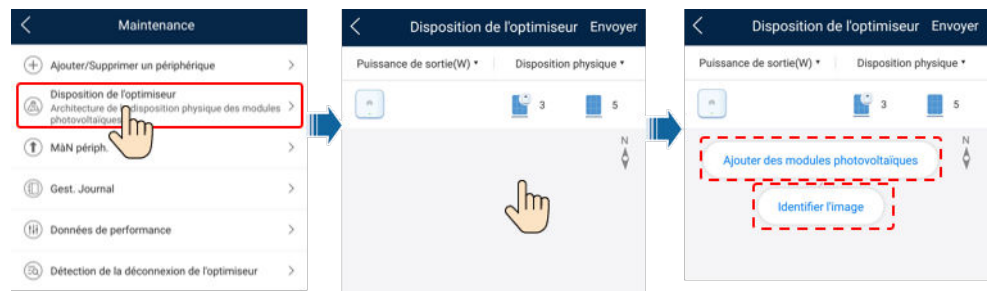 Maintenance
Ajouter/Supprimer un périphérique
Disposition de l'optimiseur
Architecture de la disposition physique des modules
photovoltaïques
MàN périph.
Gest. Journal
Données de performance
Détection de la déconnexion de l'optimiseur
Disposition de l'optimiseur Envoyer
Puissance de sortie(W) Disposition physique
3 5
N
Disposition de l'optimiseur Envoyer
Puissance de sortie(W) Disposition physique
3 5
N
Ajouter des modules photovoltaïques
Identifier l'image